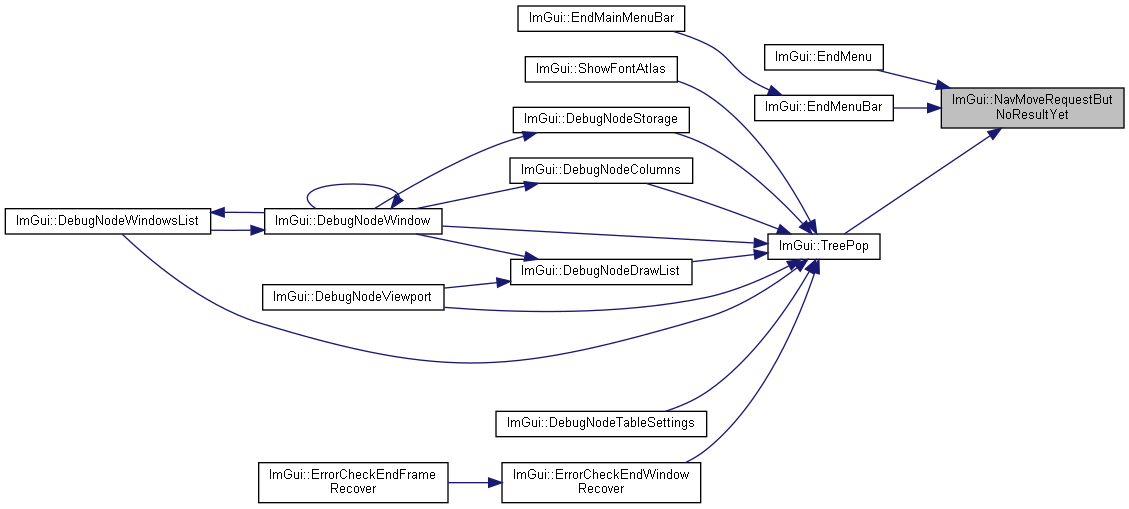 ImGui::EndMainMenuBar
ImGui::EndMenu
ImGui::ShowFontAtlas
ImGui::EndMenuBar
ImGui::NavMoveRequestBut
NoResultYet
ImGui::DebugNodeStorage
ImGui::DebugNodeColumns
ImGui::DebugNodeWindowsList
ImGui::DebugNodeWindow
ImGui::TreePop
ImGui::DebugNodeDrawList
ImGui::DebugNodeViewport
ImGui::DebugNodeTableSettings
ImGui::ErrorCheckEndFrame
Recover
ImGui::ErrorCheckEndWindow
Recover